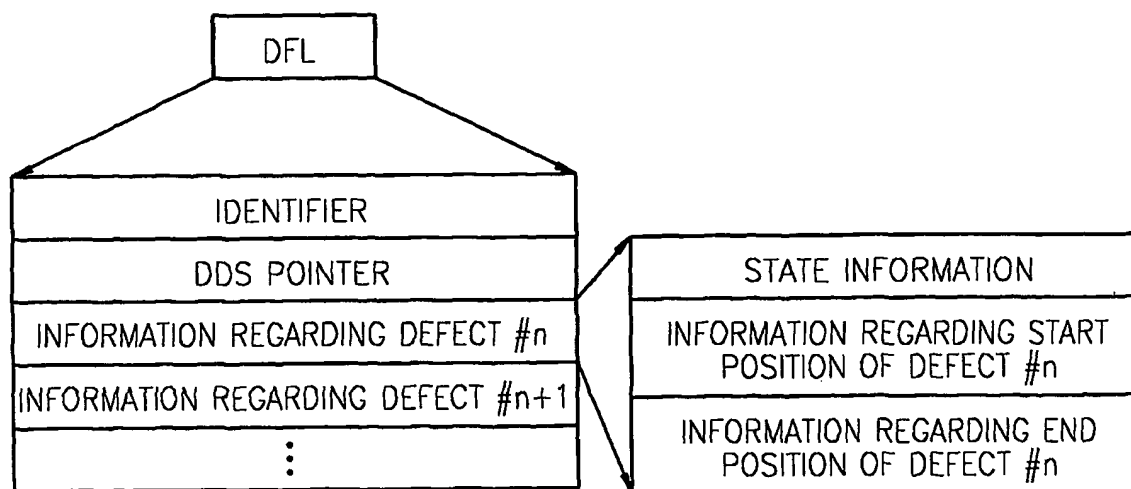 DFL
IDENTIFIER
DDS POINTER
INFORMATION REGARDING DEFECT #n
INFORMATION REGARDING DEFECT #n+1
⋮
STATE INFORMATION
INFORMATION REGARDING START
POSITION OF DEFECT #n
INFORMATION REGARDING END
POSITION OF DEFECT #n